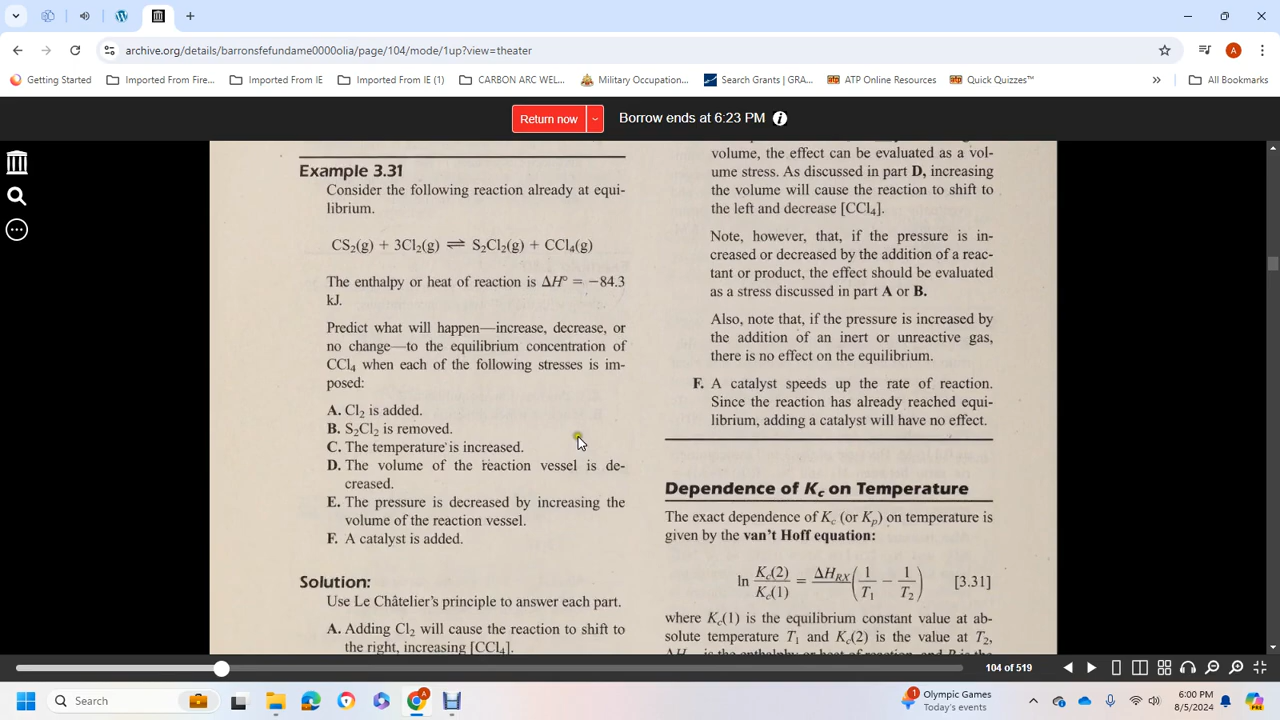 archive.org/details/barronsfefundame0000olia/page/104/mode/1up?view=theater
A
Getting Started
Imported From Fire...
Imported From IE
Imported From IE (1)
CARBON ARC WEL...
Military Occupation...
Search Grants | GRA...
ATP Online Resources
Quick Quizzes™
All Bookmarks
Return now
Borrow ends at 6:23 PM
Example 3.31
Consider the following reaction already at equi-
librium.
CS₂(g) + 3Cl₂(g) ⇌ S₂Cl₂(g) + CCl₄(g)
The enthalpy or heat of reaction is ΔH° = −84.3
kJ.
Predict what will happen—increase, decrease, or
no change—to the equilibrium concentration of
CCl₄ when each of the following stresses is im-
posed:
A. Cl₂ is added.
B. S₂Cl₂ is removed.
C. The temperature is increased.
D. The volume of the reaction vessel is de-
creased.
E. The pressure is decreased by increasing the
volume of the reaction vessel.
F. A catalyst is added.
Solution:
Use Le Châtelier's principle to answer each part.
A. Adding Cl₂ will cause the reaction to shift to
the right, increasing [CCl₄].
volume, the effect can be evaluated as a vol-
ume stress. As discussed in part D, increasing
the volume will cause the reaction to shift to
the left and decrease [CCl₄].
Note, however, that, if the pressure is in-
creased or decreased by the addition of a reac-
tant or product, the effect should be evaluated
as a stress discussed in part A or B.
Also, note that, if the pressure is increased by
the addition of an inert or unreactive gas,
there is no effect on the equilibrium.
F. A catalyst speeds up the rate of reaction.
Since the reaction has already reached equi-
librium, adding a catalyst will have no effect.
Dependence of Kc on Temperature
The exact dependence of Kc (or Kp) on temperature is
given by the van't Hoff equation:
ln Kc(2)/Kc(1) = ΔHRX (1/T₁ − 1/T₂) [3.31]
where Kc(1) is the equilibrium constant value at ab-
solute temperature T₁ and Kc(2) is the value at T₂,
104 of 519
Search
Olympic Games
Today's events
6:00 PM
8/5/2024